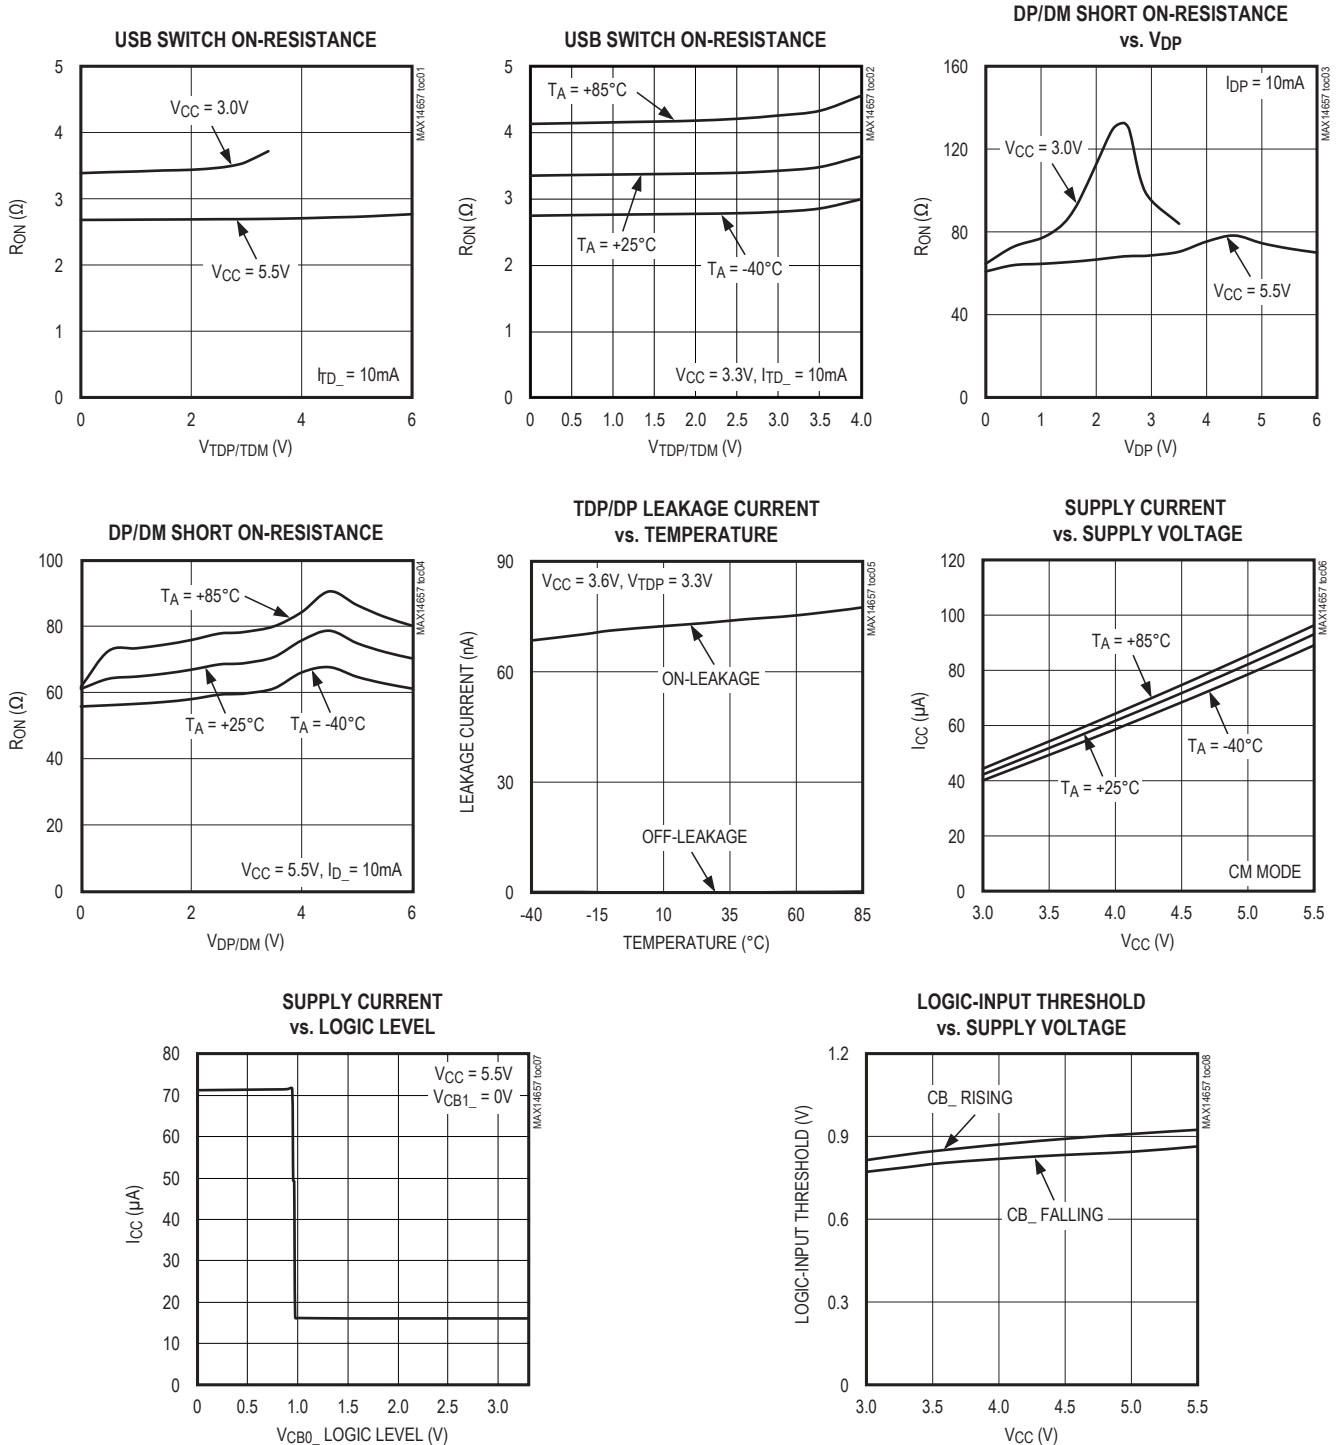 USB SWITCH ON-RESISTANCE
5
4
3
2
1
0
RON (Ω)
VCC = 3.0V
VCC = 5.5V
ITD_ = 10mA
0 2 4 6
VTDP/TDM (V)
MAX14657 toc01
USB SWITCH ON-RESISTANCE
5
4
3
2
1
0
RON (Ω)
TA = +85°C
TA = +25°C
TA = -40°C
VCC = 3.3V, ITD_ = 10mA
0 0.5 1.0 1.5 2.0 2.5 3.0 3.5 4.0
VTDP/TDM (V)
MAX14657 toc02
DP/DM SHORT ON-RESISTANCE
vs. VDP
160
120
80
40
0
RON (Ω)
IDP = 10mA
VCC = 3.0V
VCC = 5.5V
0 1 2 3 4 5 6
VDP (V)
MAX14657 toc03
DP/DM SHORT ON-RESISTANCE
100
80
60
40
20
0
RON (Ω)
TA = +85°C
TA = +25°C
TA = -40°C
VCC = 5.5V, ID_ = 10mA
0 2 4 6
VDP/DM (V)
MAX14657 toc04
TDP/DP LEAKAGE CURRENT
vs. TEMPERATURE
90
60
30
0
LEAKAGE CURRENT (nA)
VCC = 3.6V, VTDP = 3.3V
ON-LEAKAGE
OFF-LEAKAGE
-40 -15 10 35 60 85
TEMPERATURE (°C)
MAX14657 toc05
SUPPLY CURRENT
vs. SUPPLY VOLTAGE
120
100
80
60
40
20
0
ICC (µA)
TA = +85°C
TA = -40°C
TA = +25°C
CM MODE
3.0 3.5 4.0 4.5 5.0 5.5
VCC (V)
MAX14657 toc06
SUPPLY CURRENT
vs. LOGIC LEVEL
80
70
60
50
40
30
20
10
0
ICC (µA)
VCC = 5.5V
VCB1_ = 0V
0 0.5 1.0 1.5 2.0 2.5 3.0
VCB0_ LOGIC LEVEL (V)
MAX14657 toc07
LOGIC-INPUT THRESHOLD
vs. SUPPLY VOLTAGE
1.2
0.9
0.6
0.3
0
LOGIC-INPUT THRESHOLD (V)
CB_ RISING
CB_ FALLING
3.0 3.5 4.0 4.5 5.0 5.5
VCC (V)
MAX14657 toc08